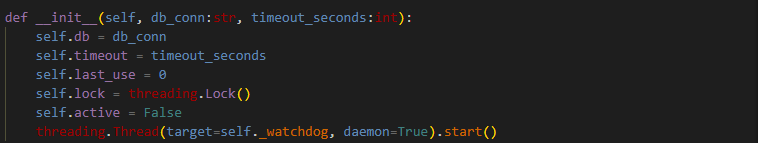 def __init__(self, db_conn:str, timeout_seconds:int):
    self.db = db_conn
    self.timeout = timeout_seconds
    self.last_use = 0
    self.lock = threading.Lock()
    self.active = False
    threading.Thread(target=self._watchdog, daemon=True).start()